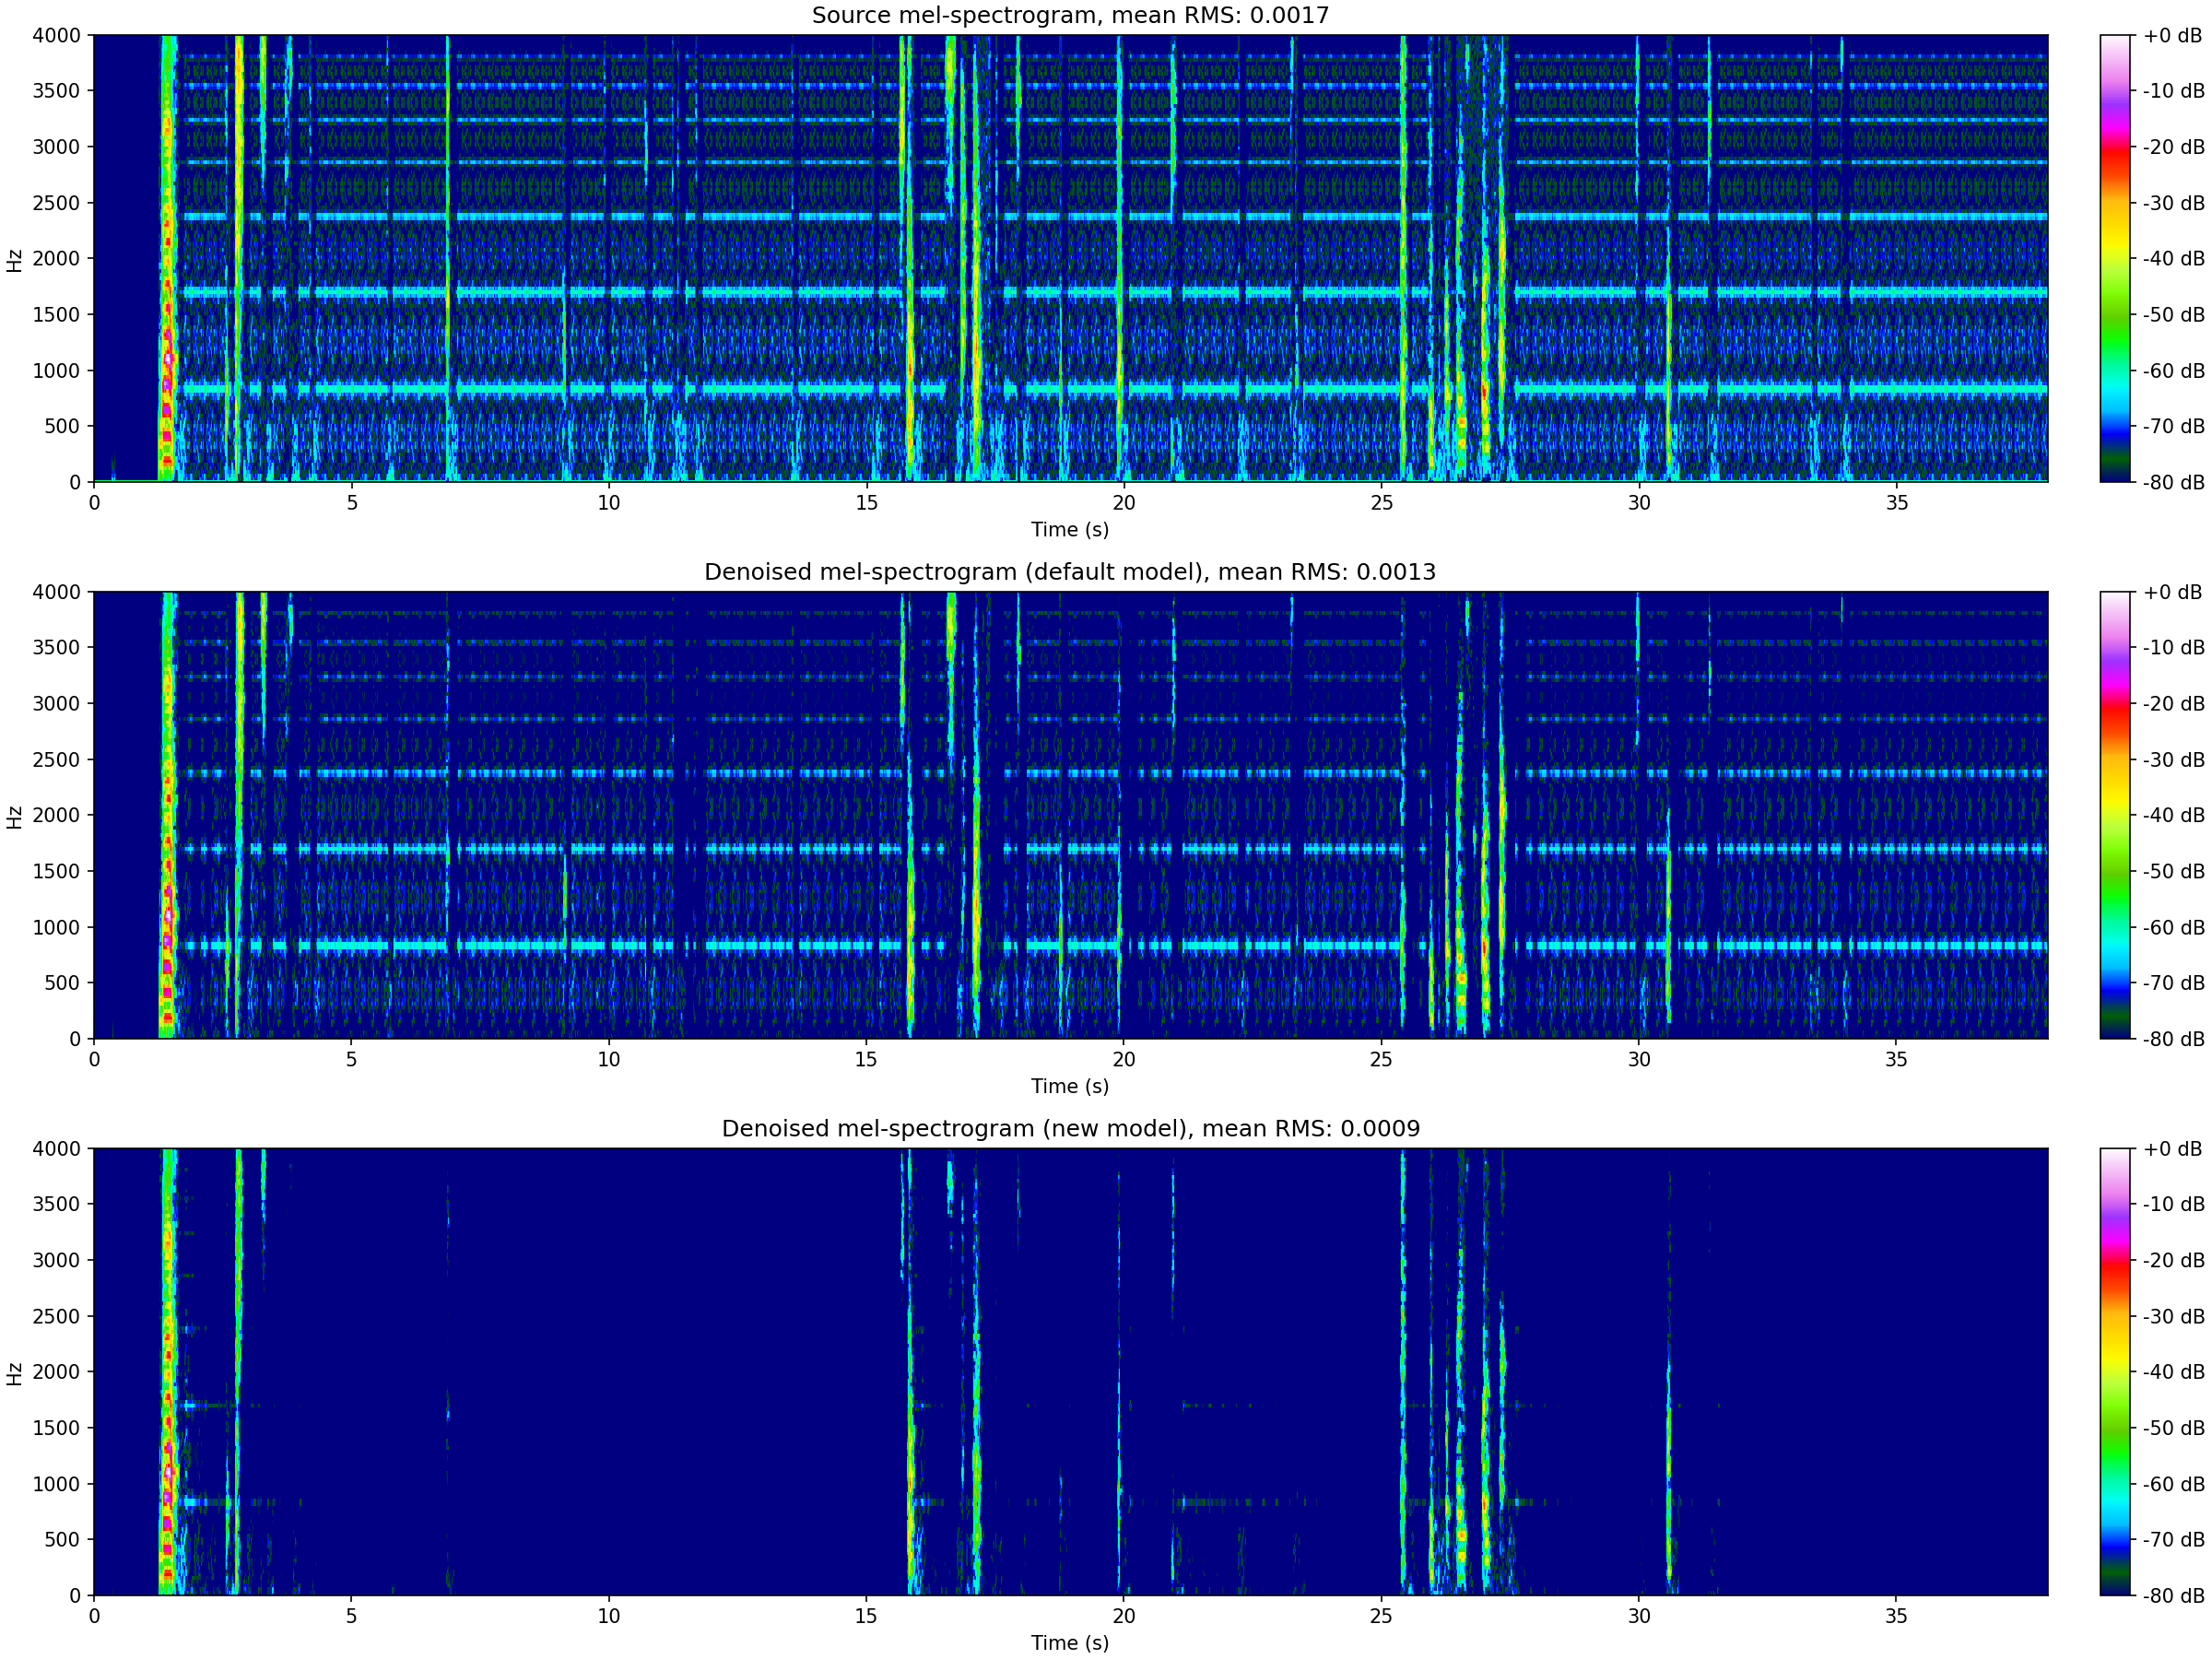 Source mel-spectrogram, mean RMS: 0.0017
4000
3500
3000
2500
2000
1500
1000
500
0
Hz
0 5 10 15 20 25 30 35
Time (s)
+0 dB
-10 dB
-20 dB
-30 dB
-40 dB
-50 dB
-60 dB
-70 dB
-80 dB
Denoised mel-spectrogram (default model), mean RMS: 0.0013
4000
3500
3000
2500
2000
1500
1000
500
0
Hz
0 5 10 15 20 25 30 35
Time (s)
+0 dB
-10 dB
-20 dB
-30 dB
-40 dB
-50 dB
-60 dB
-70 dB
-80 dB
Denoised mel-spectrogram (new model), mean RMS: 0.0009
4000
3500
3000
2500
2000
1500
1000
500
0
Hz
0 5 10 15 20 25 30 35
Time (s)
+0 dB
-10 dB
-20 dB
-30 dB
-40 dB
-50 dB
-60 dB
-70 dB
-80 dB